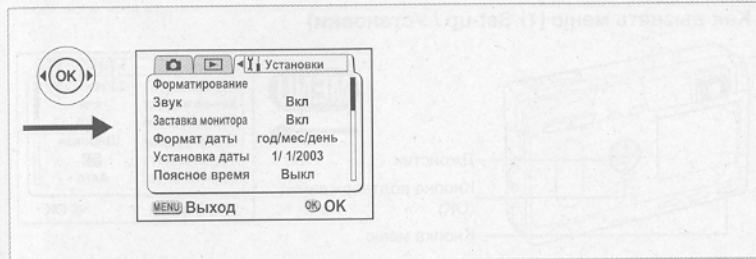 OK
Установки
Форматирование
Звук Вкл
Заставка монитора Вкл
Формат даты год/мес/день
Установка даты 1/ 1/2003
Поясное время Выкл
MENU Выход OK OK